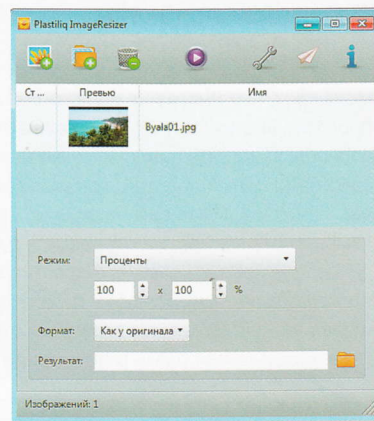 Plastiliq ImageResizer
Ст... Превью Имя
Byala01.jpg
Режим: Проценты
100 x 100 %
Формат: Как у оригинала
Результат:
Изображений: 1